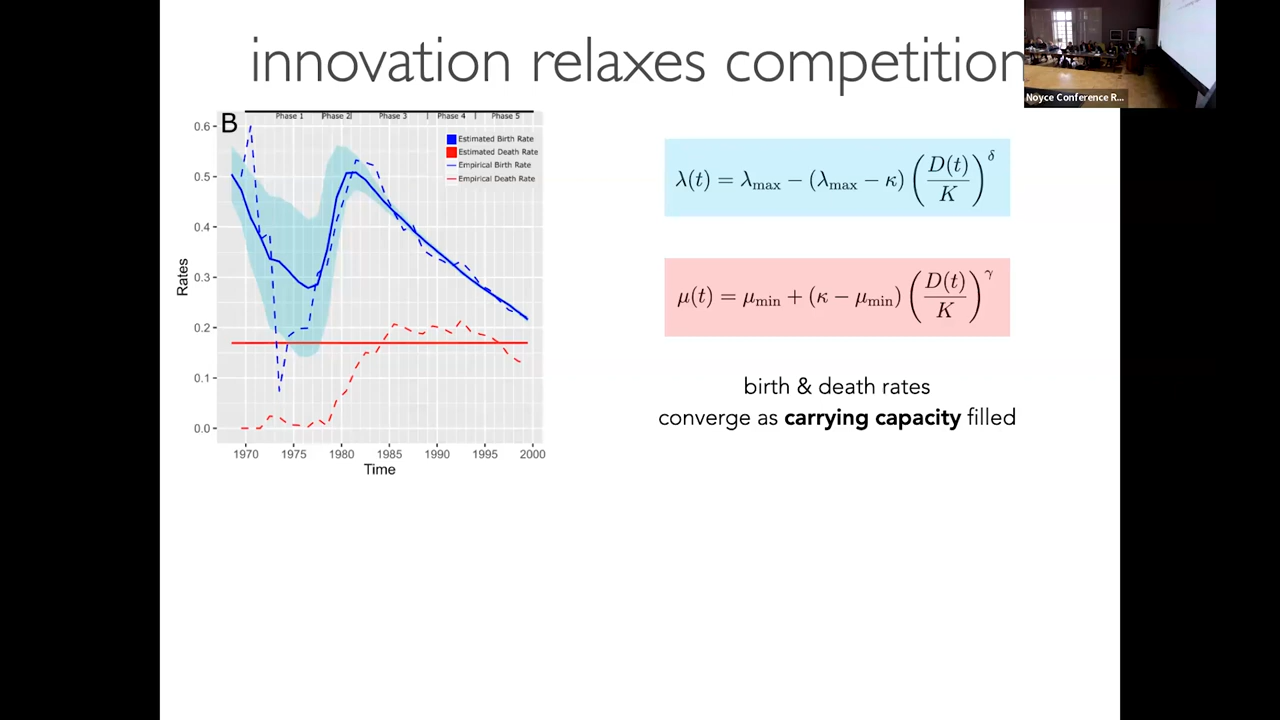 innovation relaxes competition
Noyce Conference R...
B
Phase 1 Phase 2 Phase 3 Phase 4 Phase 5
Estimated Birth Rate
Estimated Death Rate
Empirical Birth Rate
Empirical Death Rate
0.6
0.5
0.4
0.3
0.2
0.1
0.0
Rates
1970 1975 1980 1985 1990 1995 2000
Time
λ(t) = λmax − (λmax − κ) (D(t)/K)^δ
μ(t) = μmin + (κ − μmin) (D(t)/K)^γ
birth & death rates
converge as carrying capacity filled